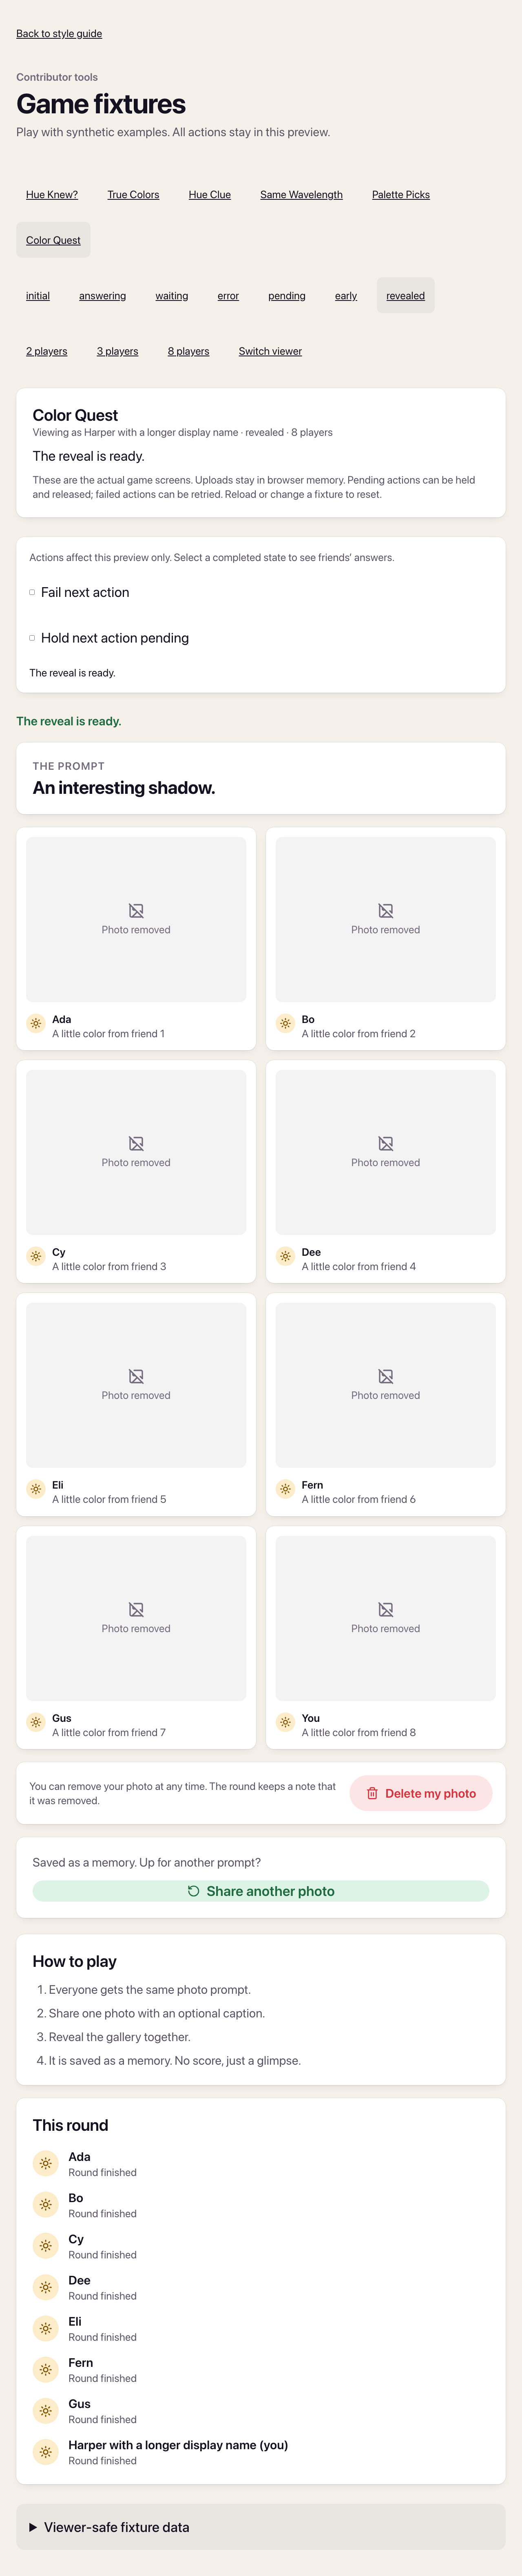 Back to style guide
Contributor tools
Game fixtures
Play with synthetic examples. All actions stay in this preview.
Hue Knew? True Colors Hue Clue Same Wavelength Palette Picks
Color Quest
initial answering waiting error pending early revealed
2 players 3 players 8 players Switch viewer
Color Quest
Viewing as Harper with a longer display name · revealed · 8 players
The reveal is ready.
These are the actual game screens. Uploads stay in browser memory. Pending actions can be held
and released; failed actions can be retried. Reload or change a fixture to reset.
Actions affect this preview only. Select a completed state to see friends' answers.
Fail next action
Hold next action pending
The reveal is ready.
The reveal is ready.
THE PROMPT
An interesting shadow.
Photo removed
Ada
A little color from friend 1
Photo removed
Bo
A little color from friend 2
Photo removed
Cy
A little color from friend 3
Photo removed
Dee
A little color from friend 4
Photo removed
Eli
A little color from friend 5
Photo removed
Fern
A little color from friend 6
Photo removed
Gus
A little color from friend 7
Photo removed
You
A little color from friend 8
You can remove your photo at any time. The round keeps a note that
it was removed.
Delete my photo
Saved as a memory. Up for another prompt?
Share another photo
How to play
1. Everyone gets the same photo prompt.
2. Share one photo with an optional caption.
3. Reveal the gallery together.
4. It is saved as a memory. No score, just a glimpse.
This round
Ada
Round finished
Bo
Round finished
Cy
Round finished
Dee
Round finished
Eli
Round finished
Fern
Round finished
Gus
Round finished
Harper with a longer display name (you)
Round finished
Viewer-safe fixture data